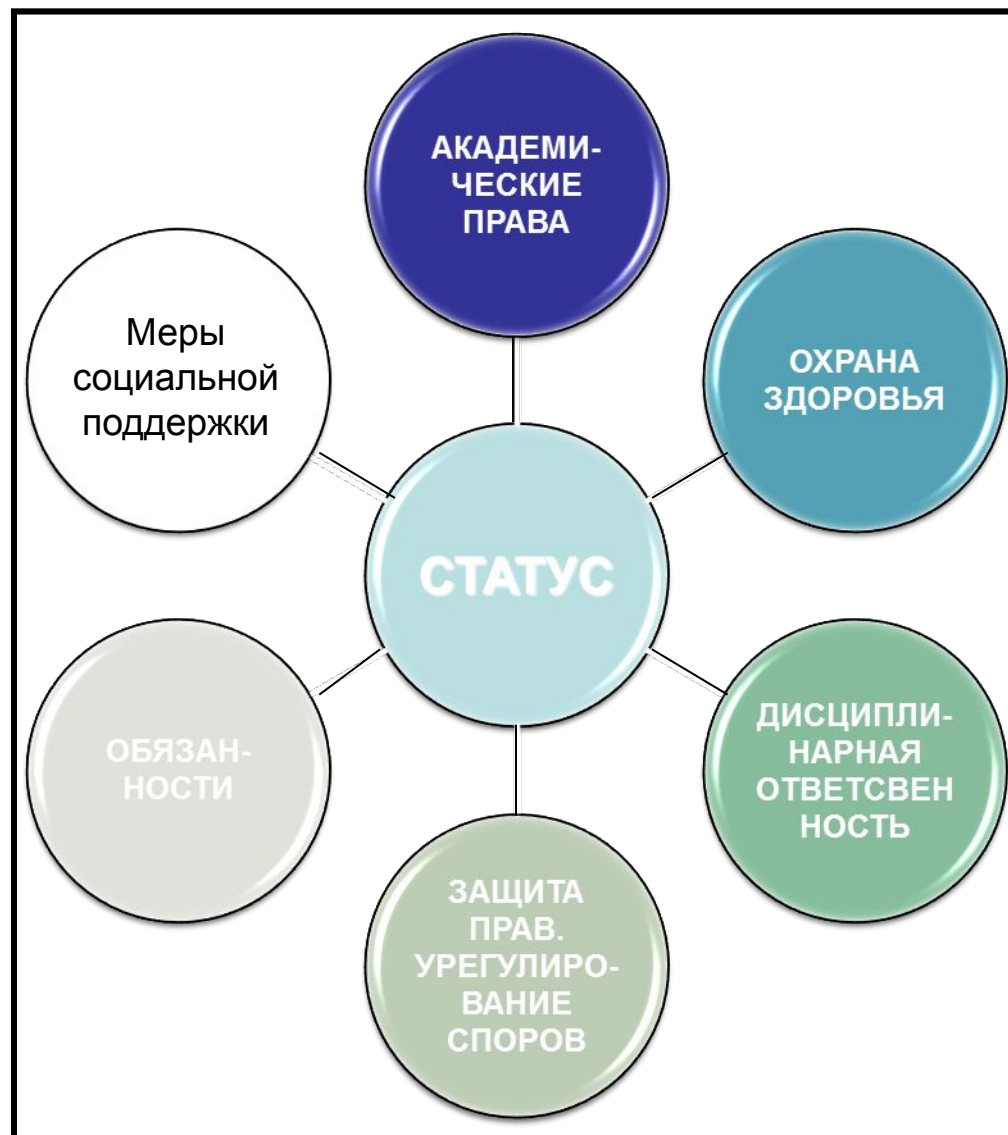 АКАДЕМИ-
ЧЕСКИЕ
ПРАВА
Меры
социальной
поддержки
ОХРАНА
ЗДОРОВЬЯ
СТАТУС
ОБЯЗАН-
НОСТИ
ДИСЦИПЛИ-
НАРНАЯ
ОТВЕТСВЕН
НОСТЬ
ЗАЩИТА
ПРАВ.
УРЕГУЛИРО-
ВАНИЕ
СПОРОВ